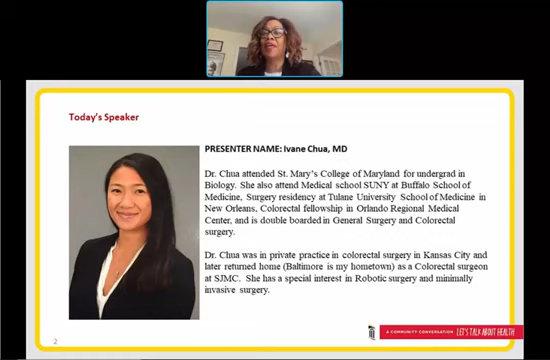 Today's Speaker
PRESENTER NAME: Ivane Chua, MD
Dr. Chua attended St. Mary's College of Maryland for undergrad in
Biology. She also attend Medical school SUNY at Buffalo School of
Medicine, Surgery residency at Tulane University School of Medicine in
New Orleans, Colorectal fellowship in Orlando Regional Medical
Center, and is double boarded in General Surgery and Colorectal
surgery.
Dr. Chua was in private practice in colorectal surgery in Kansas City and
later returned home (Baltimore is my hometown) as a Colorectal surgeon
at SJMC. She has a special interest in Robotic surgery and minimally
invasive surgery.
2
A COMMUNITY CONVERSATION LET'S TALK ABOUT HEALTH